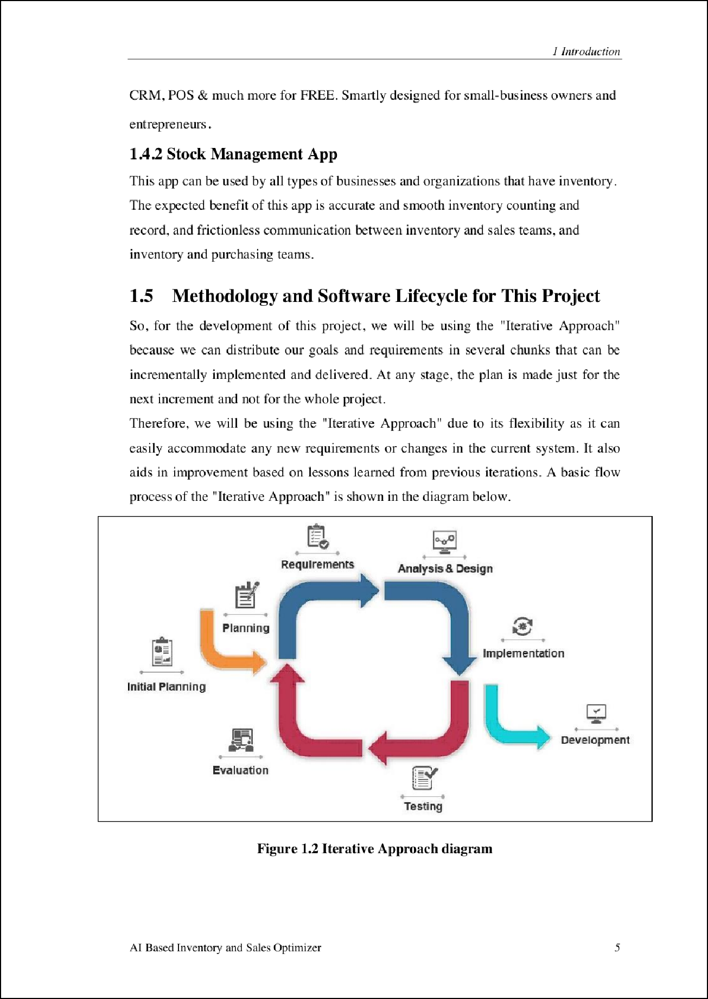 1 Introduction
CRM, POS & much more for FREE. Smartly designed for small-business owners and
entrepreneurs.
1.4.2 Stock Management App
This app can be used by all types of businesses and organizations that have inventory.
The expected benefit of this app is accurate and smooth inventory counting and
record, and frictionless communication between inventory and sales teams, and
inventory and purchasing teams.
1.5 Methodology and Software Lifecycle for This Project
So, for the development of this project, we will be using the "Iterative Approach"
because we can distribute our goals and requirements in several chunks that can be
incrementally implemented and delivered. At any stage, the plan is made just for the
next increment and not for the whole project.
Therefore, we will be using the "Iterative Approach" due to its flexibility as it can
easily accommodate any new requirements or changes in the current system. It also
aids in improvement based on lessons learned from previous iterations. A basic flow
process of the "Iterative Approach" is shown in the diagram below.
Requirements
Analysis & Design
Planning
Implementation
Initial Planning
Development
Evaluation
Testing
Figure 1.2 Iterative Approach diagram
AI Based Inventory and Sales Optimizer 5